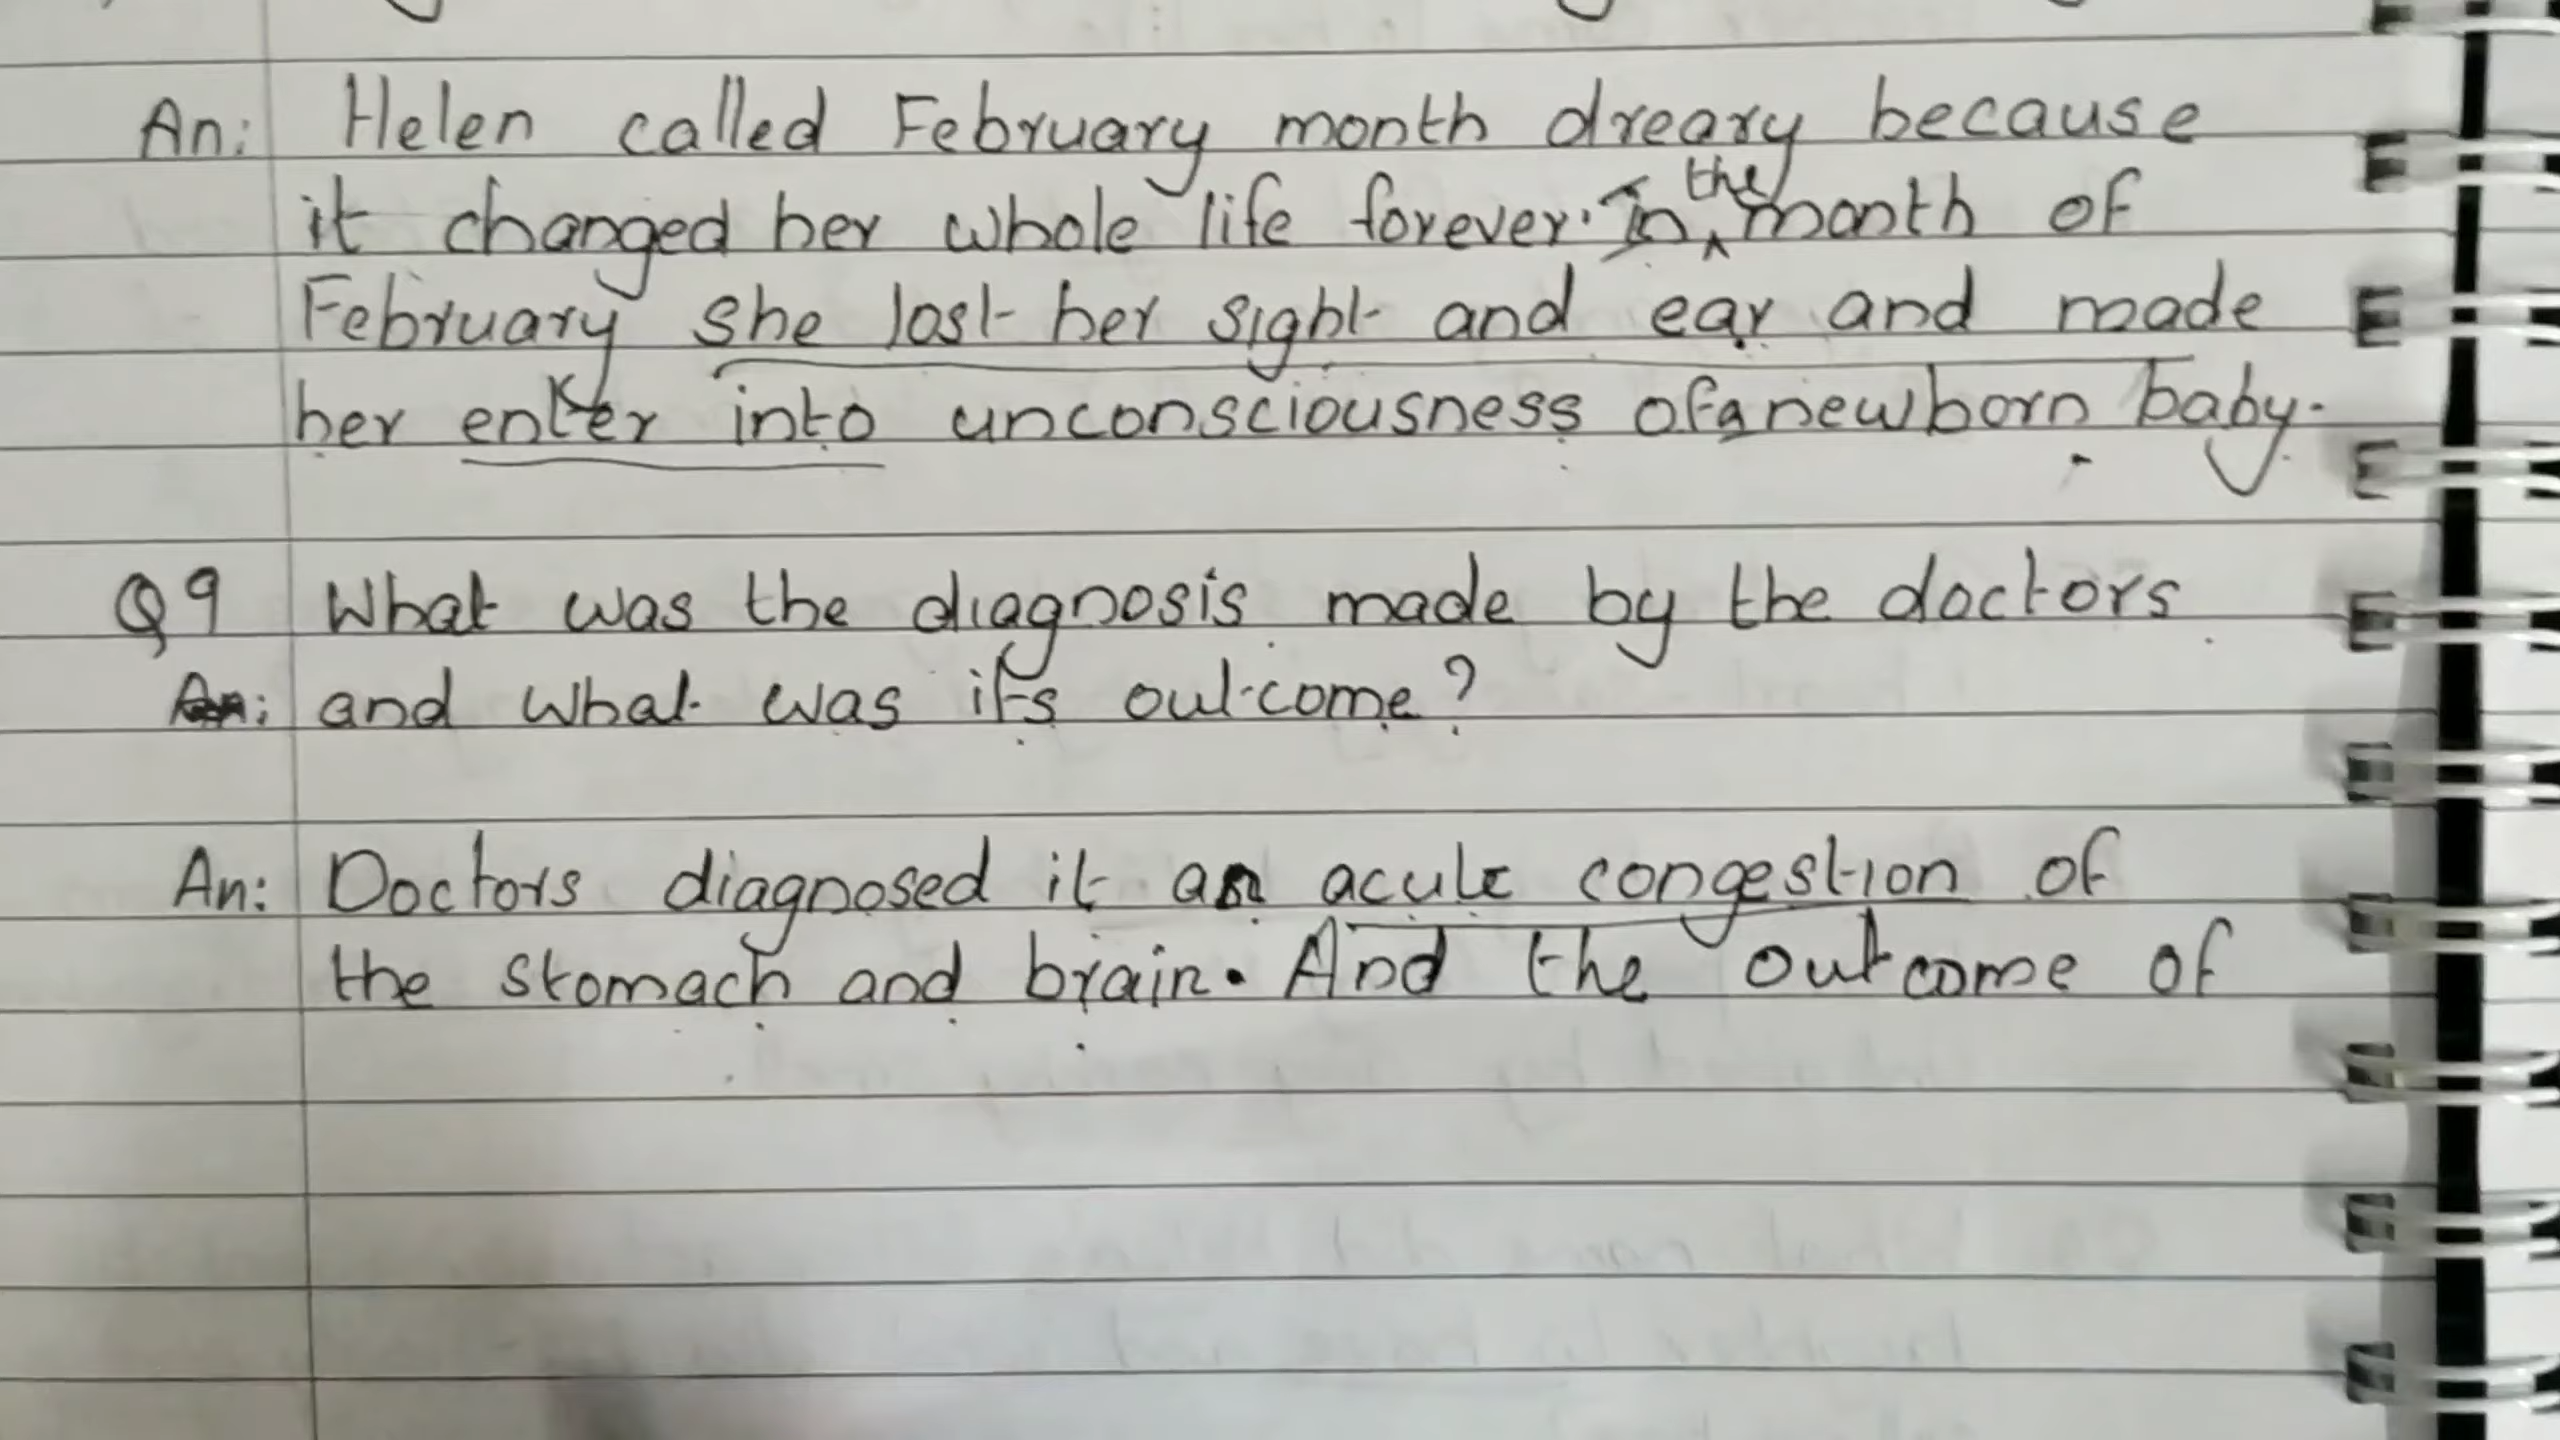 An: Helen called February month dreary because
it changed her whole life forever. In the month of
February she lost her sight and ear and made
her enter into unconsciousness of a newborn baby.
Q9 What was the diagnosis made by the doctors
and what was its outcome?
An: Doctors diagnosed it as acute congestion of
the stomach and brain. And the outcome of